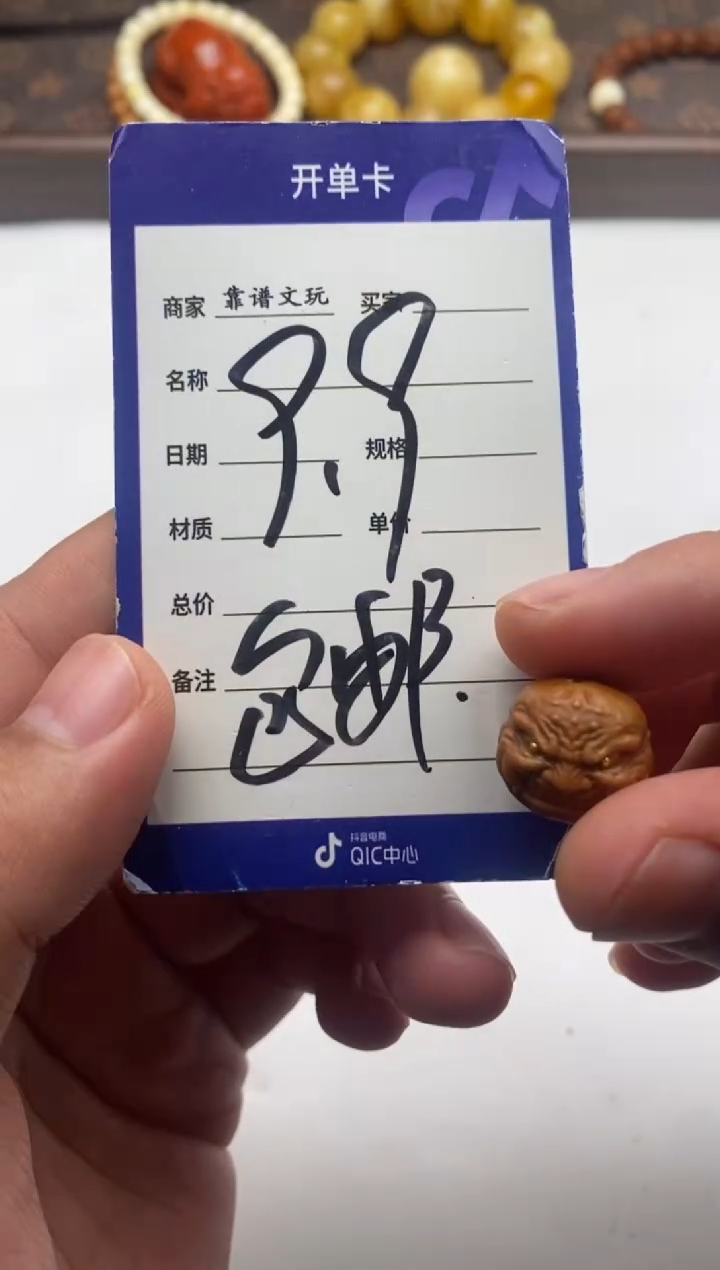 开单卡
商家 靠谱文玩 买家
名称
日期 规格
材质 单价
总价
备注
9.9
包邮.
抖音电商
QIC中心